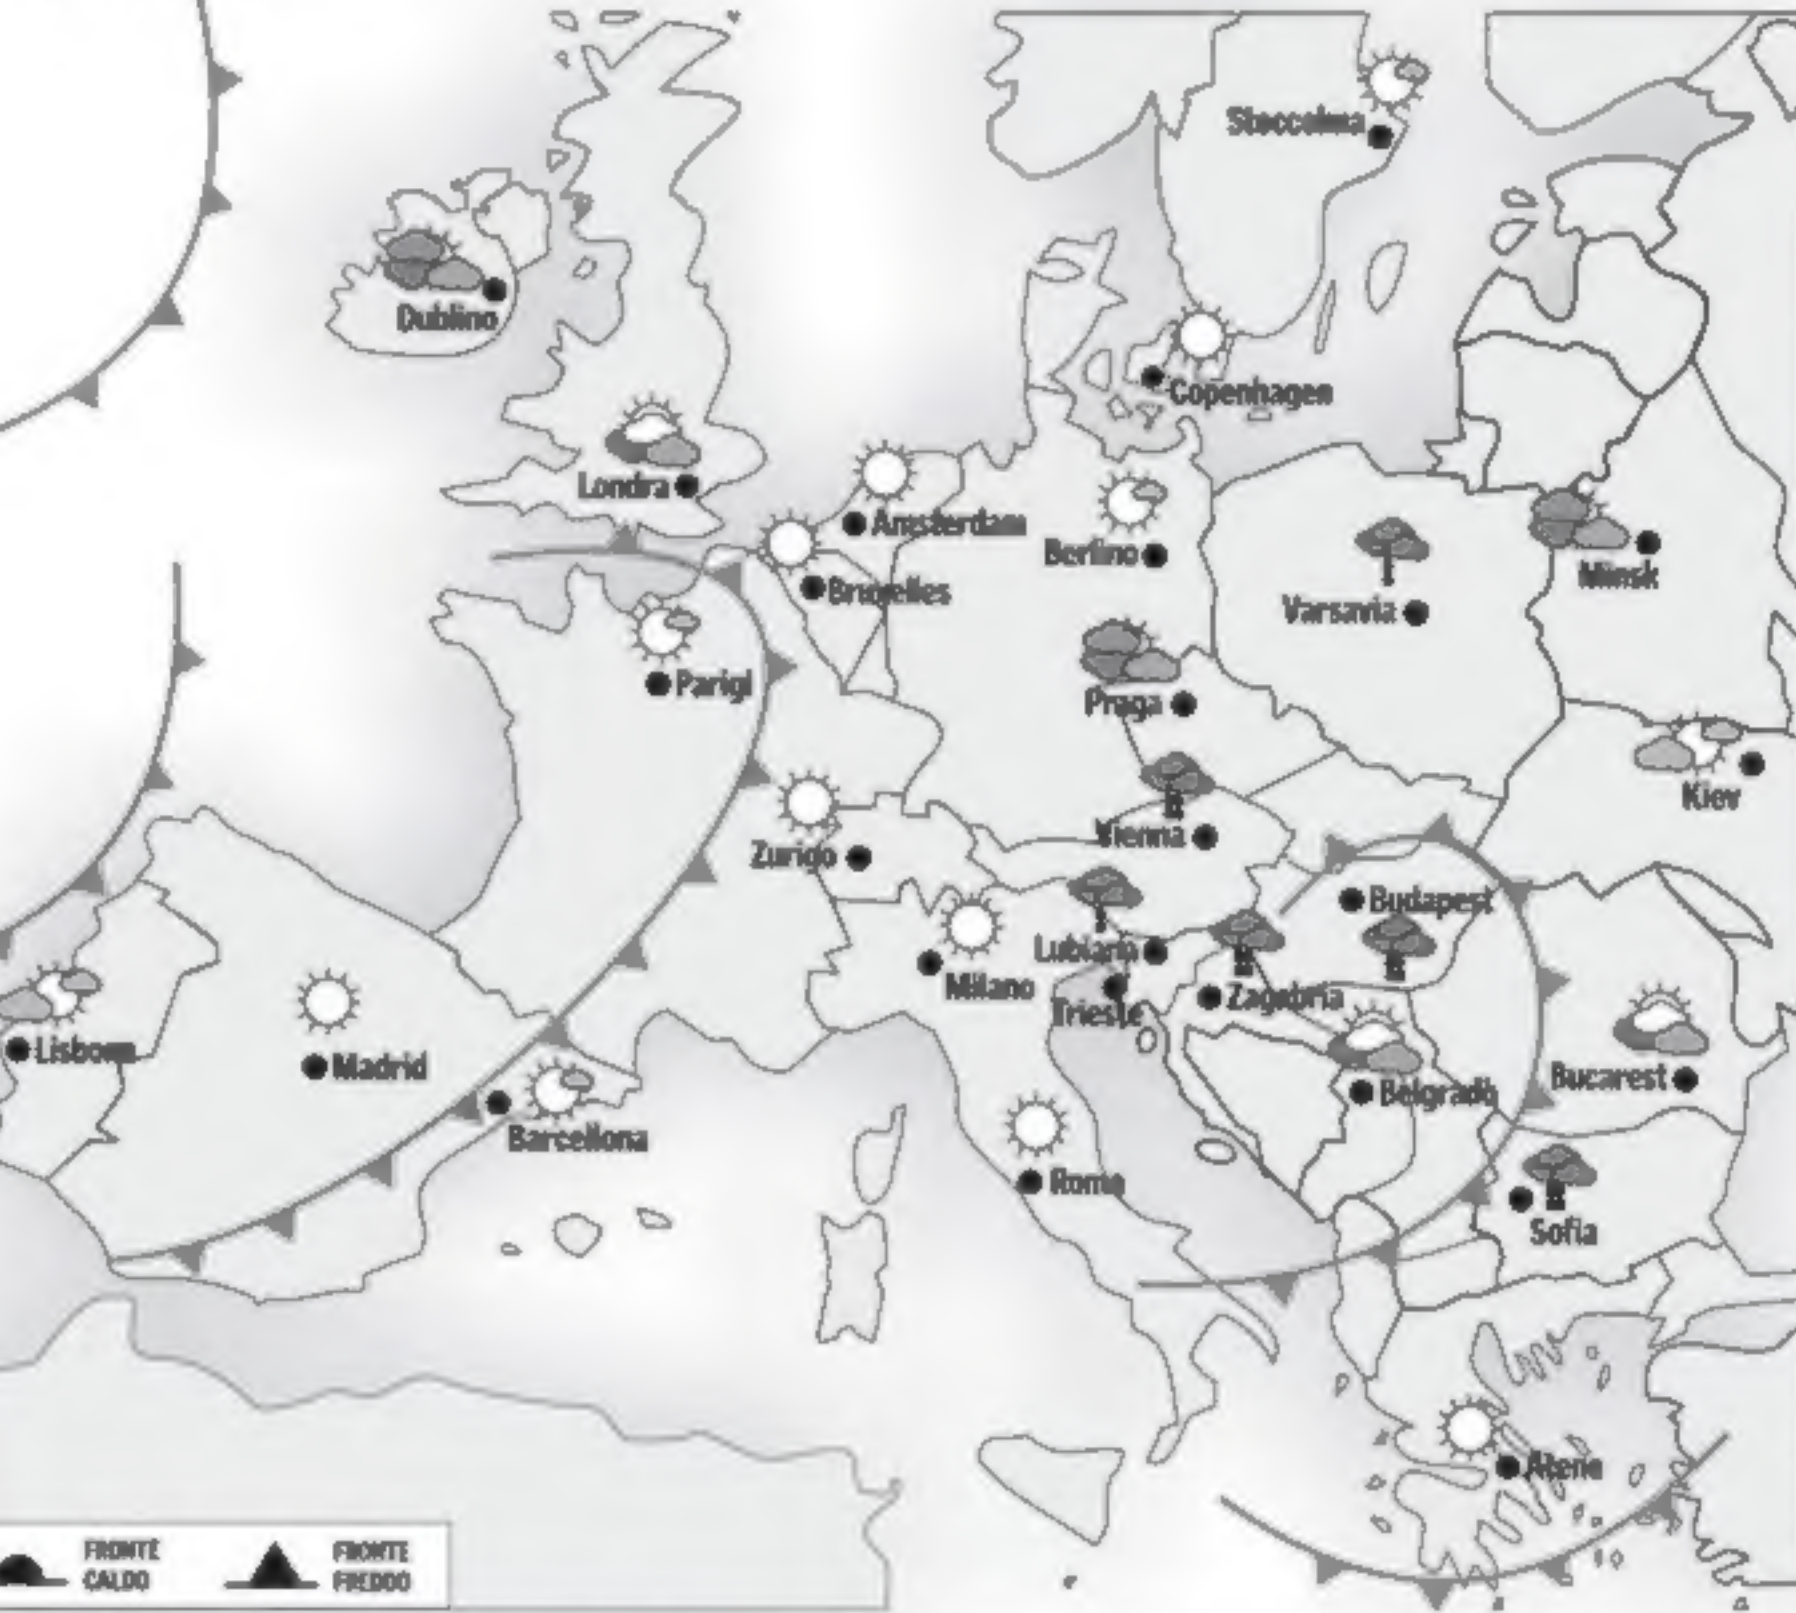 Stoccolma
Dublino
Copenhagen
Londra
Amsterdam
Berlino
Bruxelles
Minsk
Varsavia
Parigi
Praga
Kiev
Vienna
Zurigo
Budapest
Lubiana
Milano
Zagabria
Trieste
Lisbona
Madrid
Bucarest
Belgrado
Barcellona
Roma
Sofia
Atene
FRONTE
CALDO
FRONTE
FREDDO